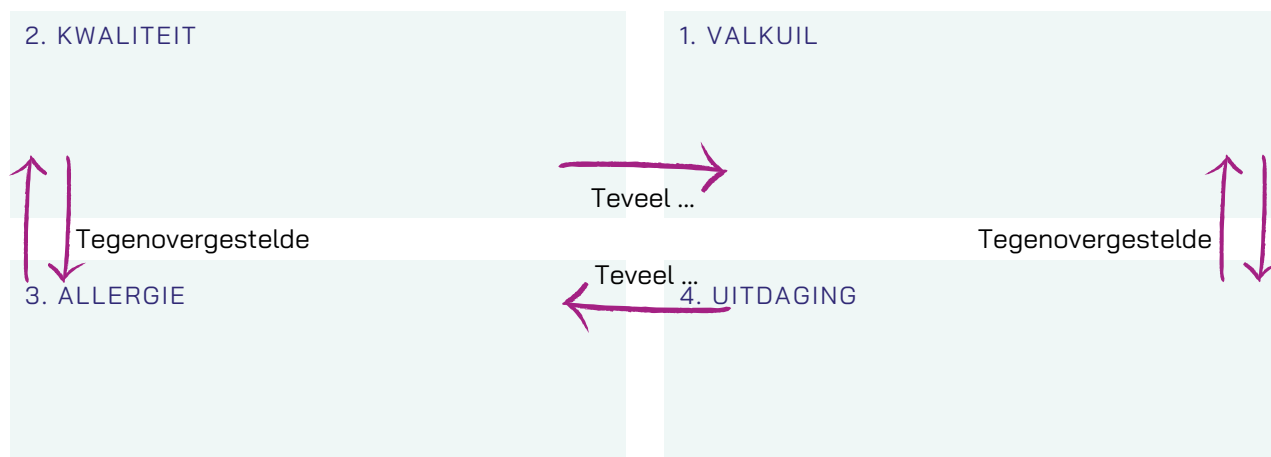 2. KWALITEIT
1. VALKUIL
Teveel ...
Tegenovergestelde
Tegenovergestelde
Teveel ...
3. ALLERGIE
4. UITDAGING